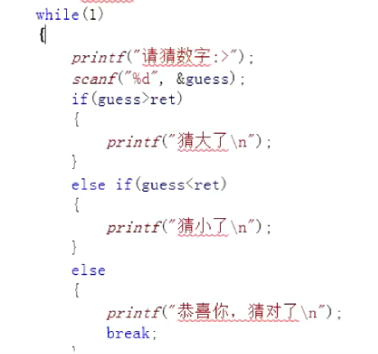 while(1)
{
printf("请猜数字:>");
scanf("%d", &guess);
if(guess>ret)
{
printf("猜大了\n");
}
else if(guess<ret)
{
printf("猜小了\n");
}
else
{
printf("恭喜你，猜对了\n");
break;